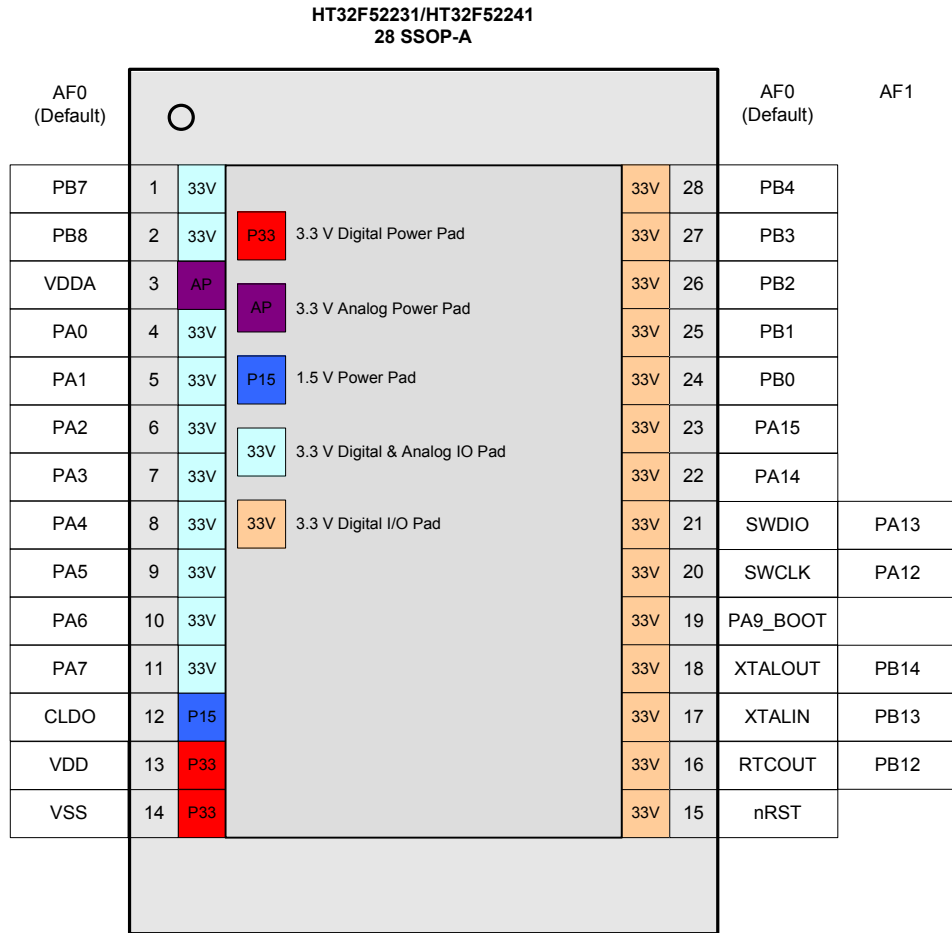 HT32F52231/HT32F52241
28 SSOP-A
AF0
(Default)
AF0
(Default)
AF1
PB7 1 33V 33V 28 PB4
PB8 2 33V P33 3.3 V Digital Power Pad 33V 27 PB3
VDDA 3 AP 33V 26 PB2
AP 3.3 V Analog Power Pad
PA0 4 33V 33V 25 PB1
PA1 5 33V P15 1.5 V Power Pad 33V 24 PB0
PA2 6 33V 33V 23 PA15
33V 3.3 V Digital & Analog IO Pad
PA3 7 33V 33V 22 PA14
PA4 8 33V 33V 3.3 V Digital I/O Pad 33V 21 SWDIO PA13
PA5 9 33V 33V 20 SWCLK PA12
PA6 10 33V 33V 19 PA9_BOOT
PA7 11 33V 33V 18 XTALOUT PB14
CLDO 12 P15 33V 17 XTALIN PB13
VDD 13 P33 33V 16 RTCOUT PB12
VSS 14 P33 33V 15 nRST